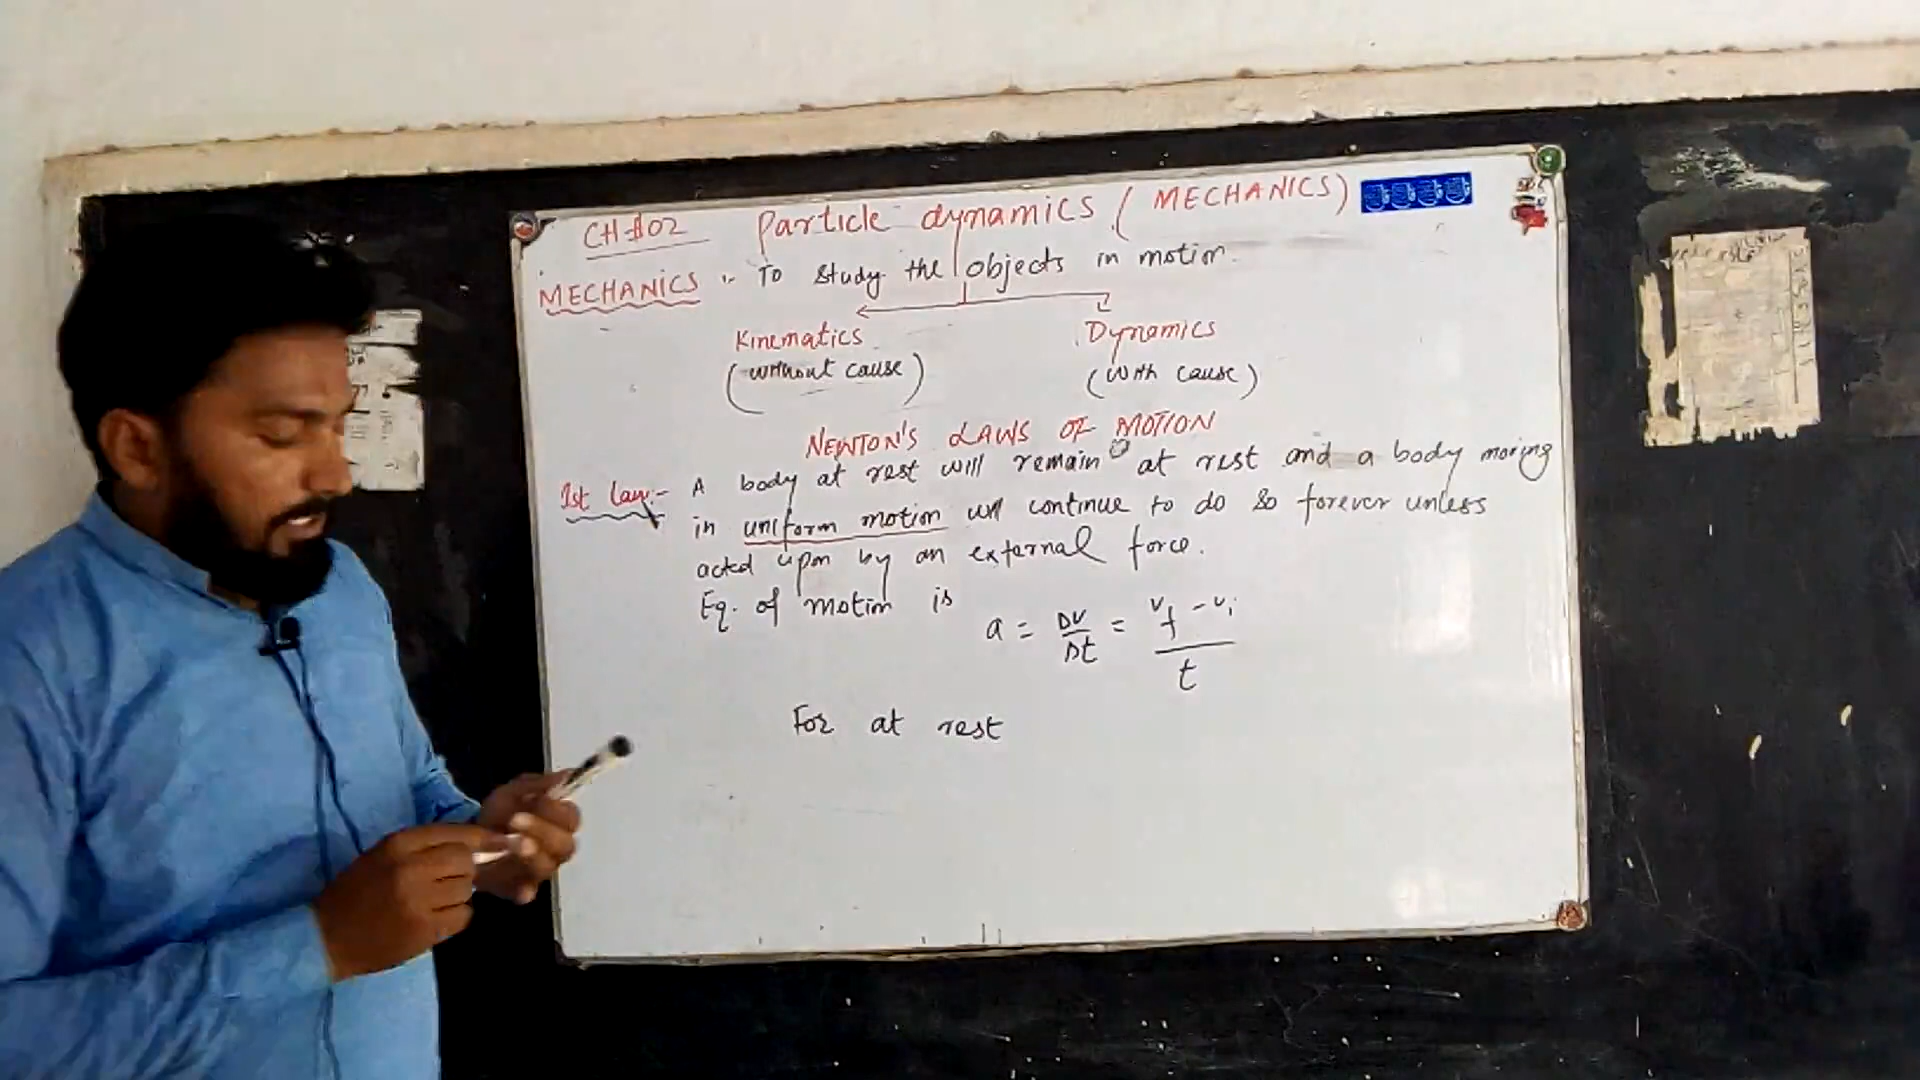 CH#02 Particle dynamics (MECHANICS)
MECHANICS :- To study the objects in motion.
Kinematics Dynamics
(without cause) (with cause)
NEWTON'S LAWS OF MOTION
1st law:- A body at rest will remain at rest and a body moving
in uniform motion will continue to do so forever unless
acted upon by an external force.
Eq. of motion is
a = Δv/Δt = vf - vi / t
For at rest